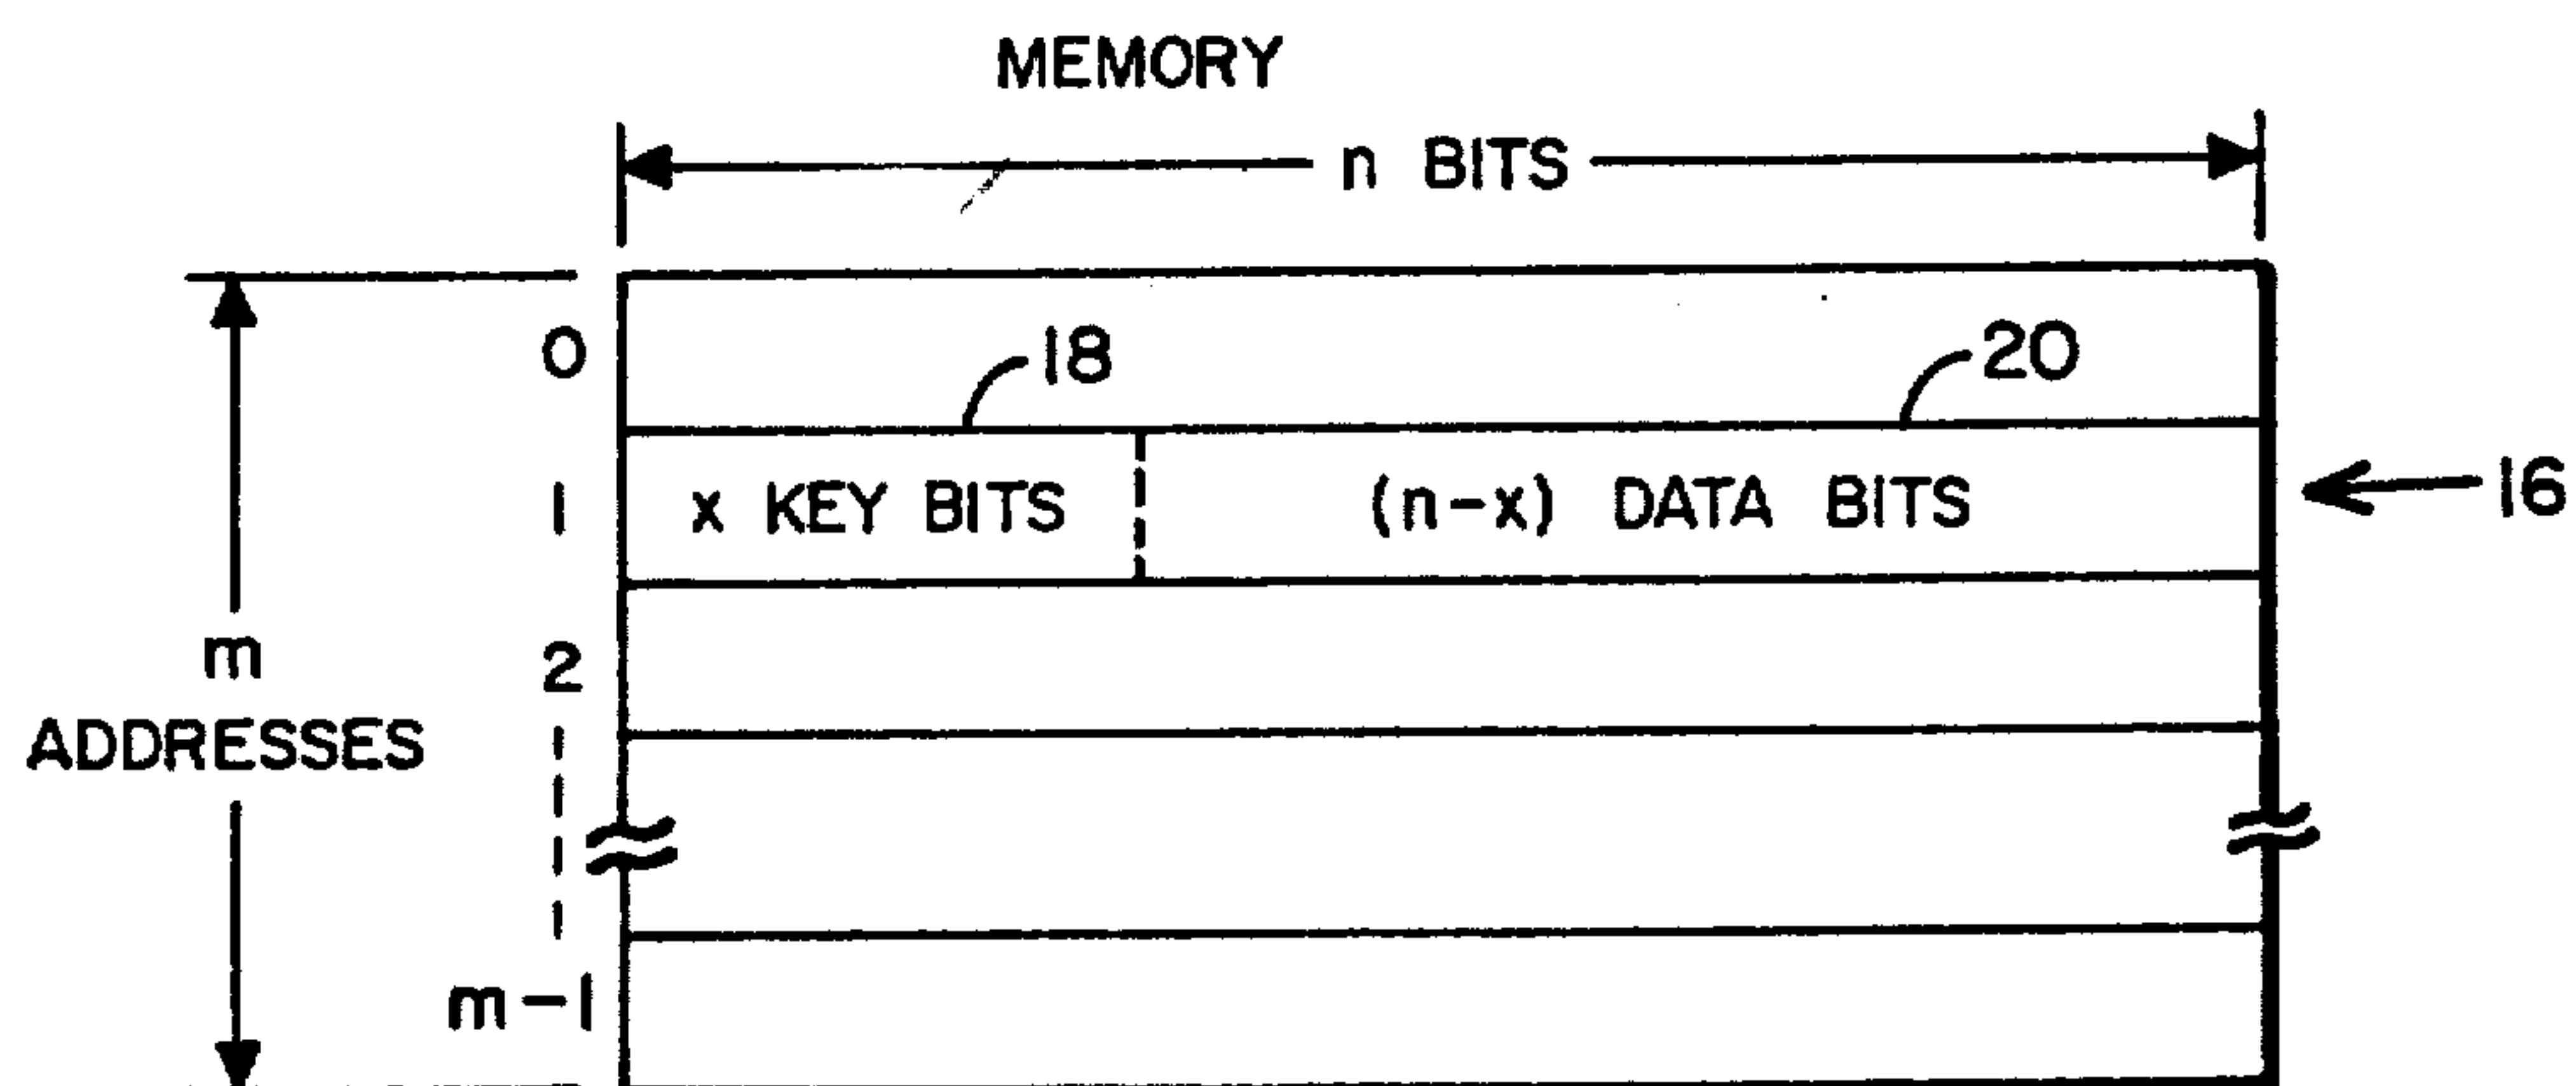 MEMORY
n BITS
0
18
20
1
x KEY BITS
(n-x) DATA BITS
16
m
ADDRESSES
2
m-1